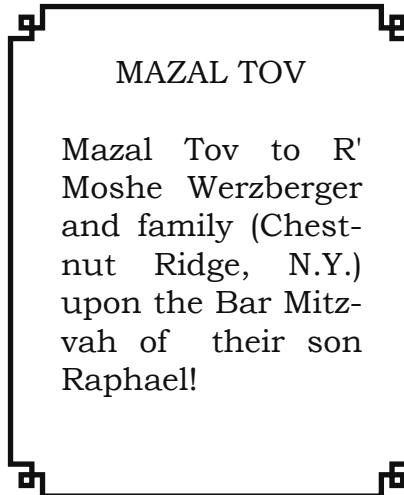 MAZAL TOV
Mazal Tov to R'
Moshe Werzberger
and family (Chest-
nut Ridge, N.Y.)
upon the Bar Mitz-
vah of their son
Raphael!